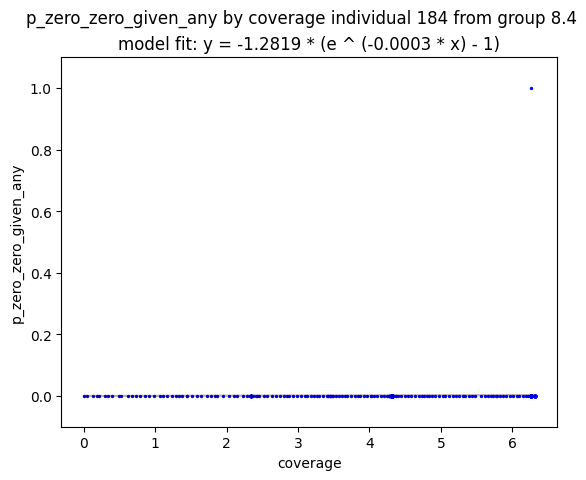 p_zero_zero_given_any by coverage individual 184 from group 8.4
model fit: y = -1.2819 * (e ^ (-0.0003 * x) - 1)
1.0
0.8
0.6
0.4
0.2
0.0
p_zero_zero_given_any
0 1 2 3 4 5 6
coverage